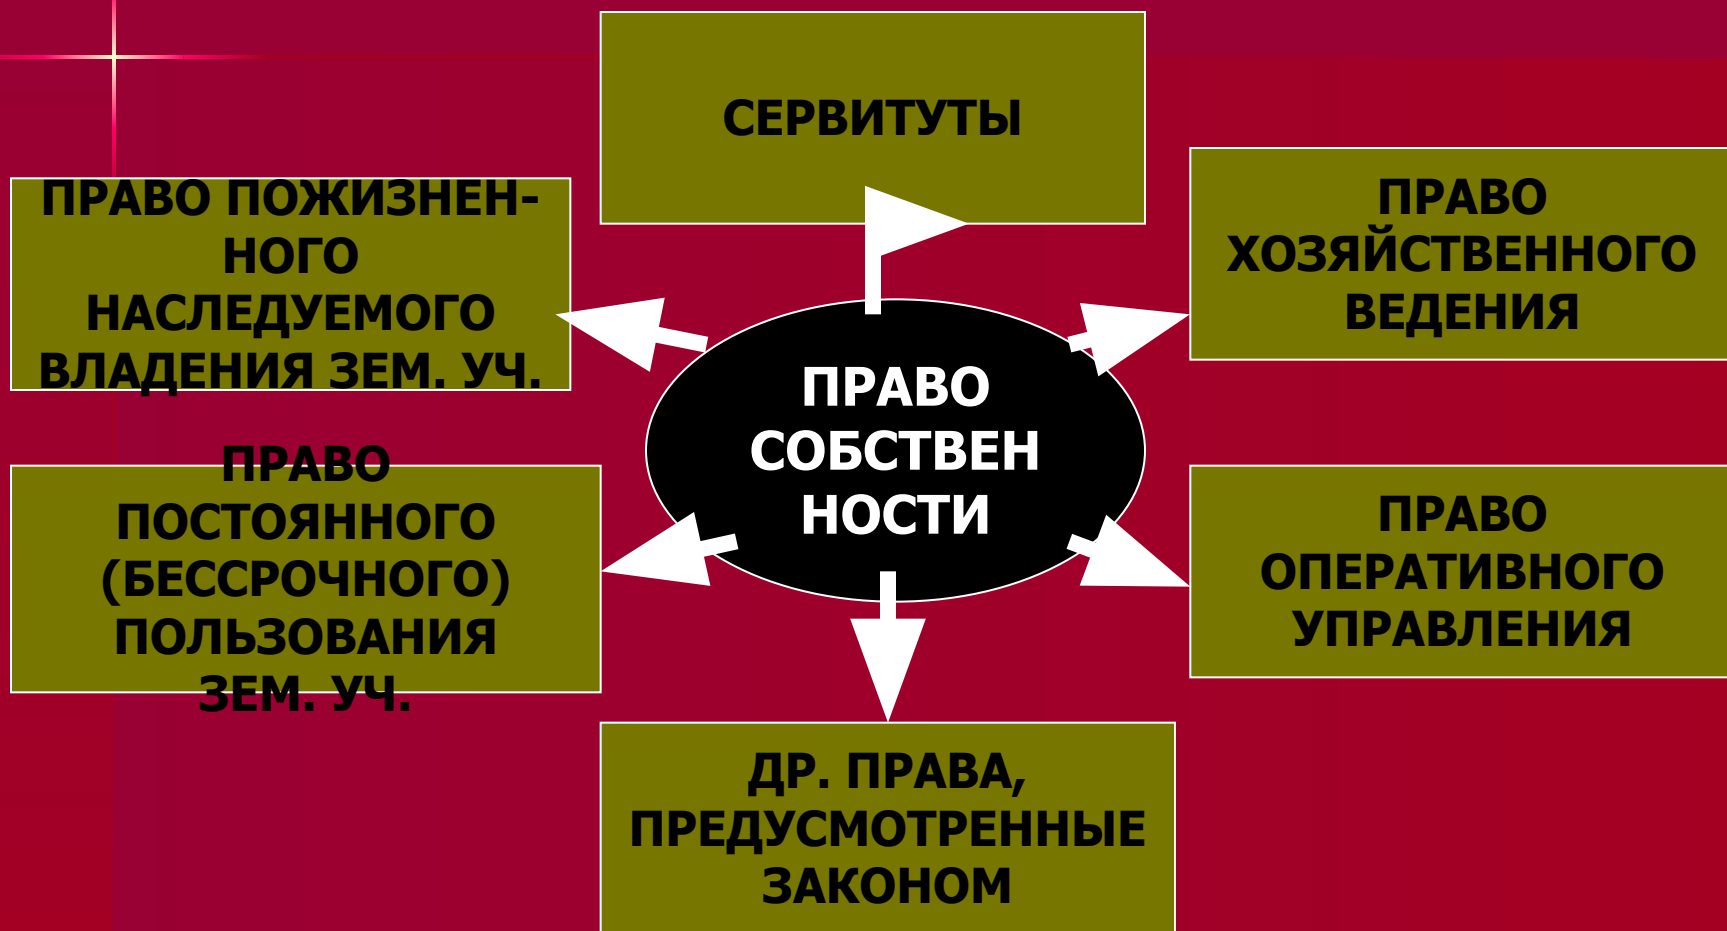 СЕРВИТУТЫ
ПРАВО ПОЖИЗНЕН-
НОГО
НАСЛЕДУЕМОГО
ВЛАДЕНИЯ ЗЕМ. УЧ.
ПРАВО
ХОЗЯЙСТВЕННОГО
ВЕДЕНИЯ
ПРАВО
СОБСТВЕН
НОСТИ
ПРАВО
ПОСТОЯННОГО
(БЕССРОЧНОГО)
ПОЛЬЗОВАНИЯ
ЗЕМ. УЧ.
ПРАВО
ОПЕРАТИВНОГО
УПРАВЛЕНИЯ
ДР. ПРАВА,
ПРЕДУСМОТРЕННЫЕ
ЗАКОНОМ